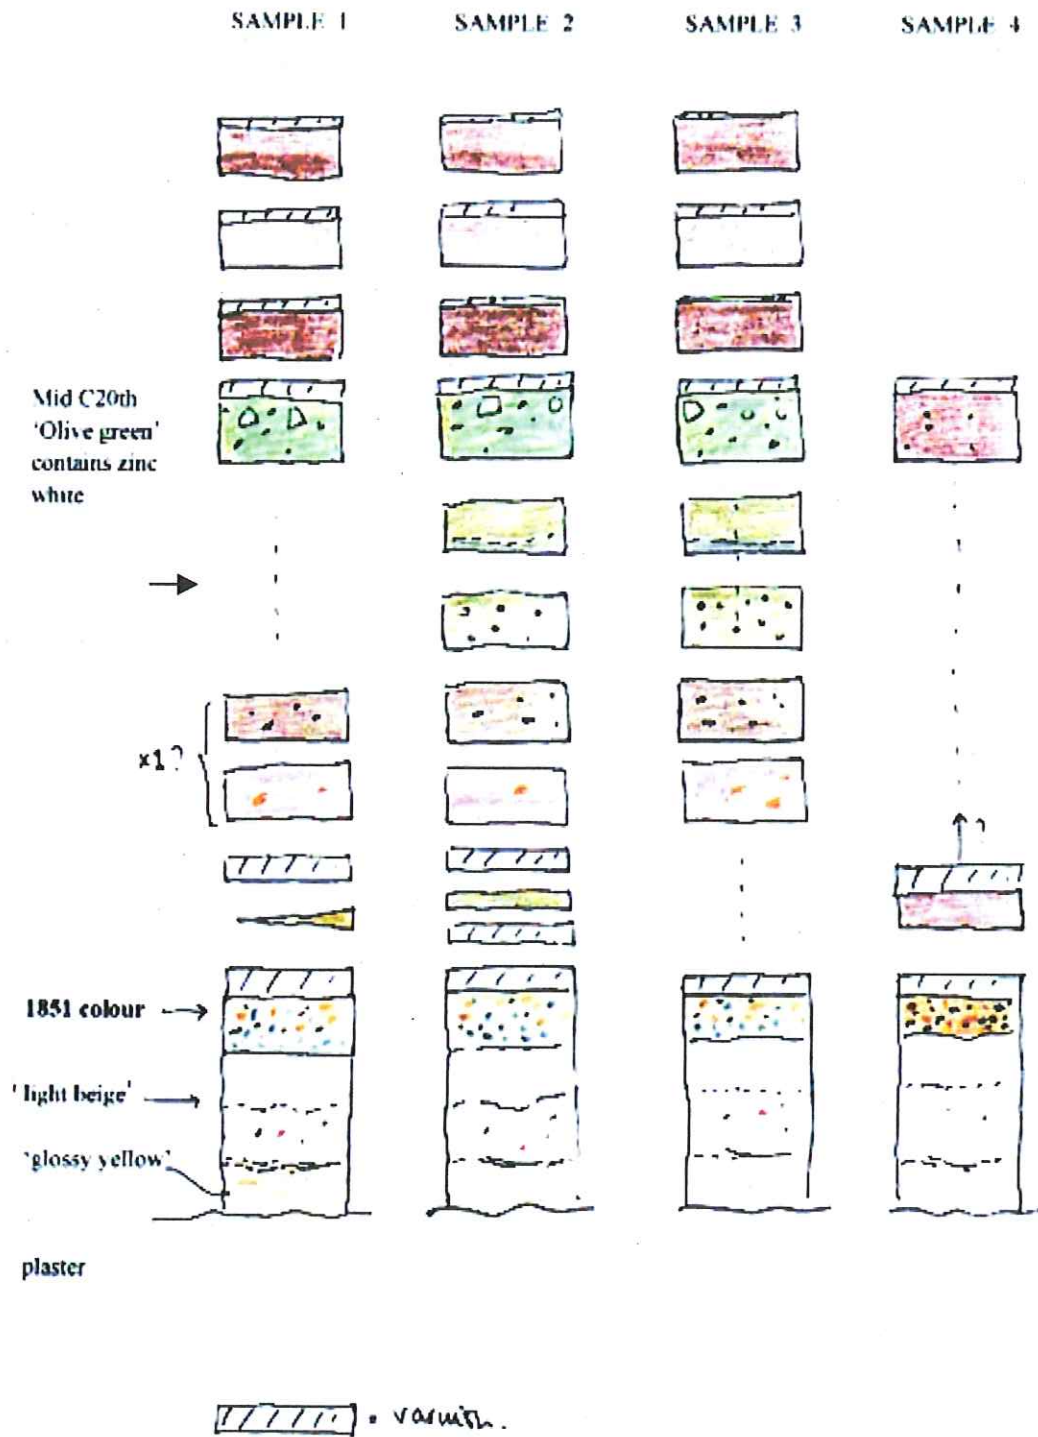 SAMPLE 1 SAMPLE 2 SAMPLE 3 SAMPLE 4
Mid C20th
'Olive green'
contains zinc
white
×1?
?
1851 colour
'light beige'
'glossy yellow'
plaster
= varnish.